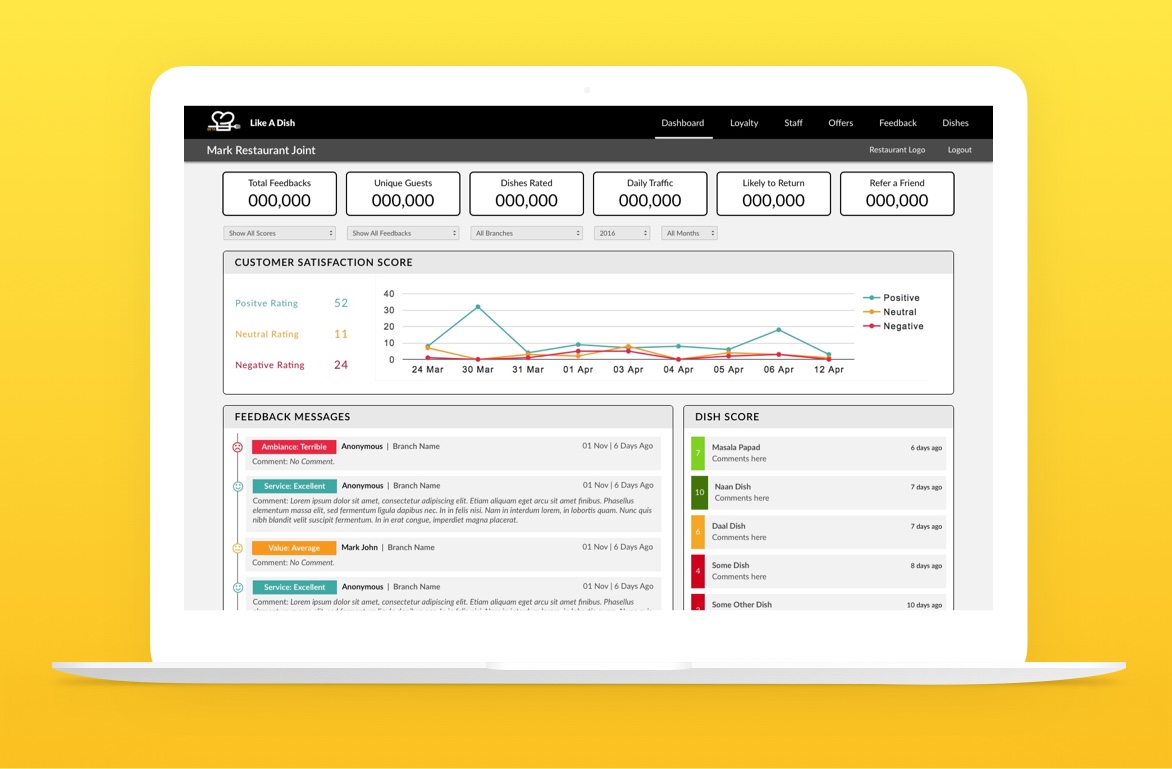 Like A Dish
Dashboard Loyalty Staff Offers Feedback Dishes
Mark Restaurant Joint Restaurant Logo Logout
Total Feedbacks Unique Guests Dishes Rated Daily Traffic Likely to Return Refer a Friend
000,000 000,000 000,000 000,000 000,000 000,000
Show All Scores Show All Feedbacks All Branches 2016 All Months
CUSTOMER SATISFACTION SCORE
Positve Rating 52
Neutral Rating 11
Negative Rating 24
40
30
20
10
0
24 Mar 30 Mar 31 Mar 01 Apr 03 Apr 04 Apr 05 Apr 06 Apr 12 Apr
Positive
Neutral
Negative
FEEDBACK MESSAGES
Ambiance: Terrible Anonymous | Branch Name 01 Nov | 6 Days Ago
Comment: No Comment.
Service: Excellent Anonymous | Branch Name 01 Nov | 6 Days Ago
Comment: Lorem ipsum dolor sit amet, consectetur adipiscing elit. Etiam aliquam eget arcu sit amet finibus. Phasellus
elementum massa elit, sed fermentum ligula dapibus nec. In in felis nisi. Nam in interdum lorem, in lobortis quam. Nunc quis
nibh blandit velit suscipit fermentum. In in erat congue, imperdiet magna placerat.
Value: Average Mark John | Branch Name 01 Nov | 6 Days Ago
Comment: No Comment.
Service: Excellent Anonymous | Branch Name 01 Nov | 6 Days Ago
Comment: Lorem ipsum dolor sit amet, consectetur adipiscing elit. Etiam aliquam eget arcu sit amet finibus. Phasellus
DISH SCORE
7 Masala Papad 6 days ago
Comments here
10 Naan Dish 7 days ago
Comments here
6 Daal Dish 7 days ago
Comments here
4 Some Dish 8 days ago
Comments here
Some Other Dish 10 days ago